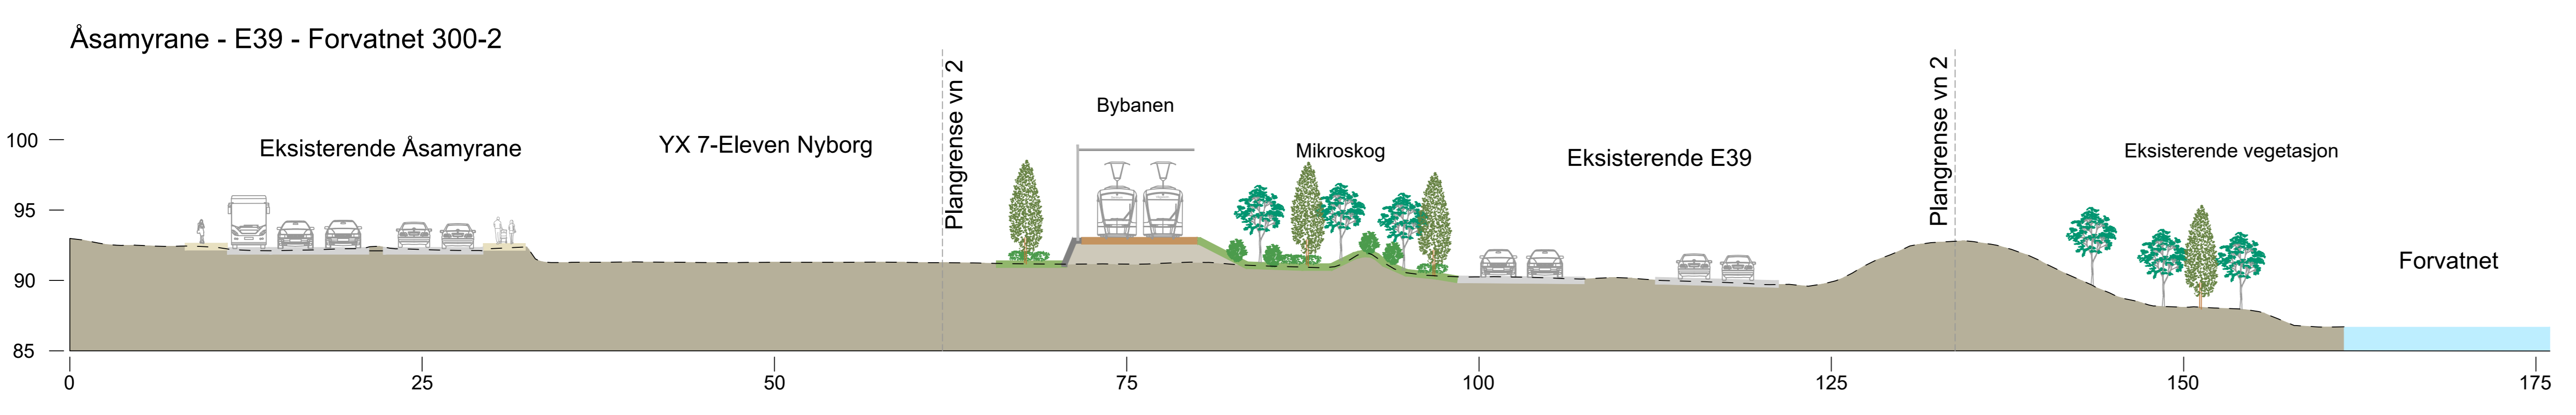 Åsamyrane - E39 - Forvatnet 300-2
Plangrense vn 2
Plangrense vn 2
Bybanen
100
Eksisterende Åsamyrane
YX 7-Eleven Nyborg
Mikroskog
Eksisterende E39
Eksisterende vegetasjon
95
90
Forvatnet
85
0
25
50
75
100
125
150
175